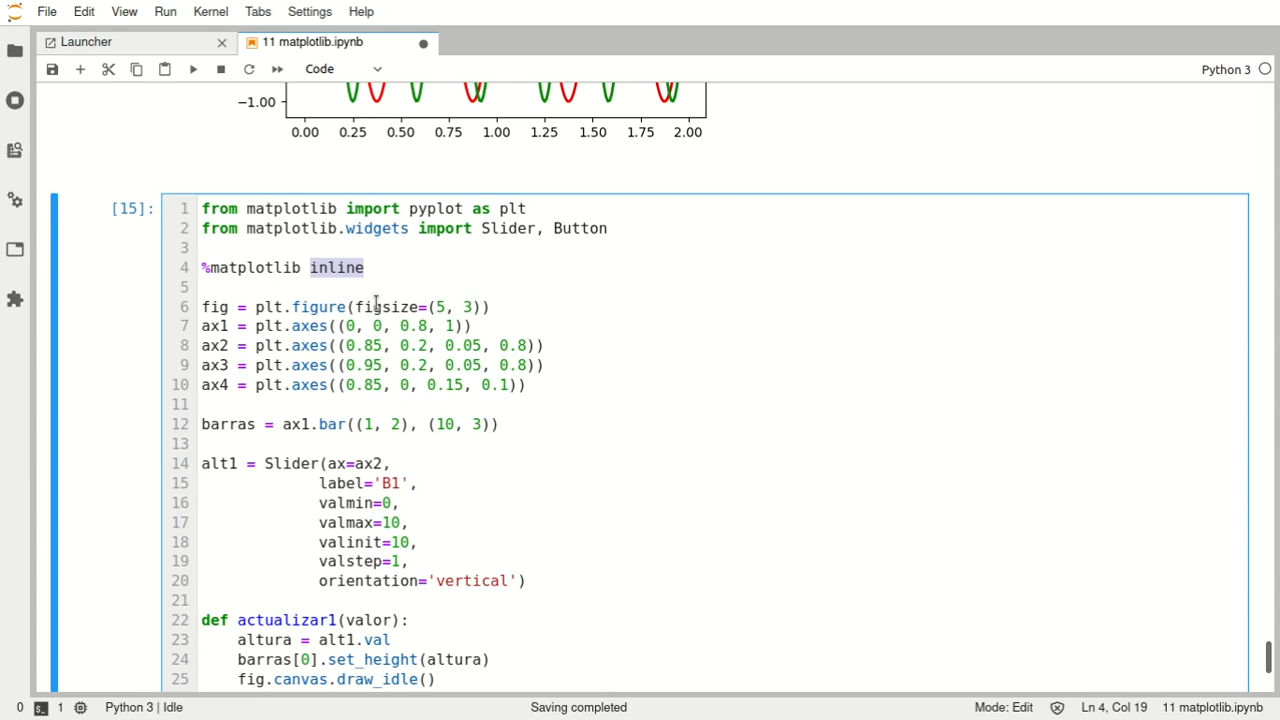 File Edit View Run Kernel Tabs Settings Help
Launcher 11 matplotlib.ipynb
Code Python 3
−1.00
0.00 0.25 0.50 0.75 1.00 1.25 1.50 1.75 2.00
[15]:
1 from matplotlib import pyplot as plt
2 from matplotlib.widgets import Slider, Button
3
4 %matplotlib inline
5
6 fig = plt.figure(figsize=(5, 3))
7 ax1 = plt.axes((0, 0, 0.8, 1))
8 ax2 = plt.axes((0.85, 0.2, 0.05, 0.8))
9 ax3 = plt.axes((0.95, 0.2, 0.05, 0.8))
10 ax4 = plt.axes((0.85, 0, 0.15, 0.1))
11
12 barras = ax1.bar((1, 2), (10, 3))
13
14 alt1 = Slider(ax=ax2,
15 label='B1',
16 valmin=0,
17 valmax=10,
18 valinit=10,
19 valstep=1,
20 orientation='vertical')
21
22 def actualizar1(valor):
23 altura = alt1.val
24 barras[0].set_height(altura)
25 fig.canvas.draw_idle()
0 $_ 1 Python 3 | Idle Saving completed Mode: Edit Ln 4, Col 19 11 matplotlib.ipynb